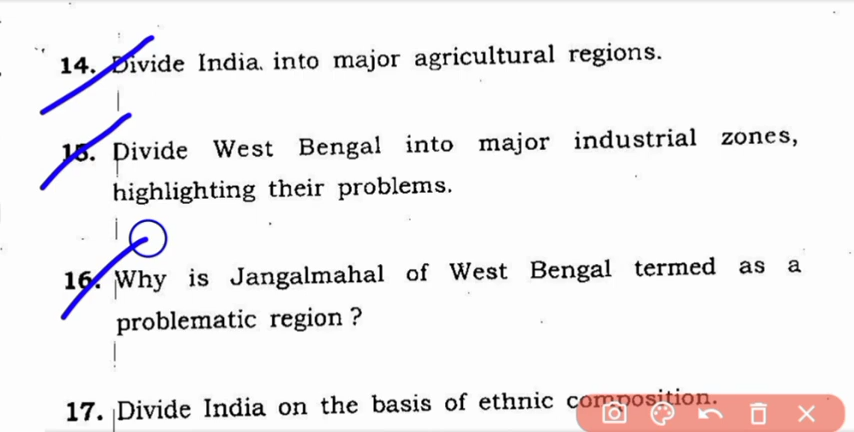 14. Divide India into major agricultural regions.
15. Divide West Bengal into major industrial zones,
highlighting their problems.
16. Why is Jangalmahal of West Bengal termed as a
problematic region ?
17. Divide India on the basis of ethnic composition.